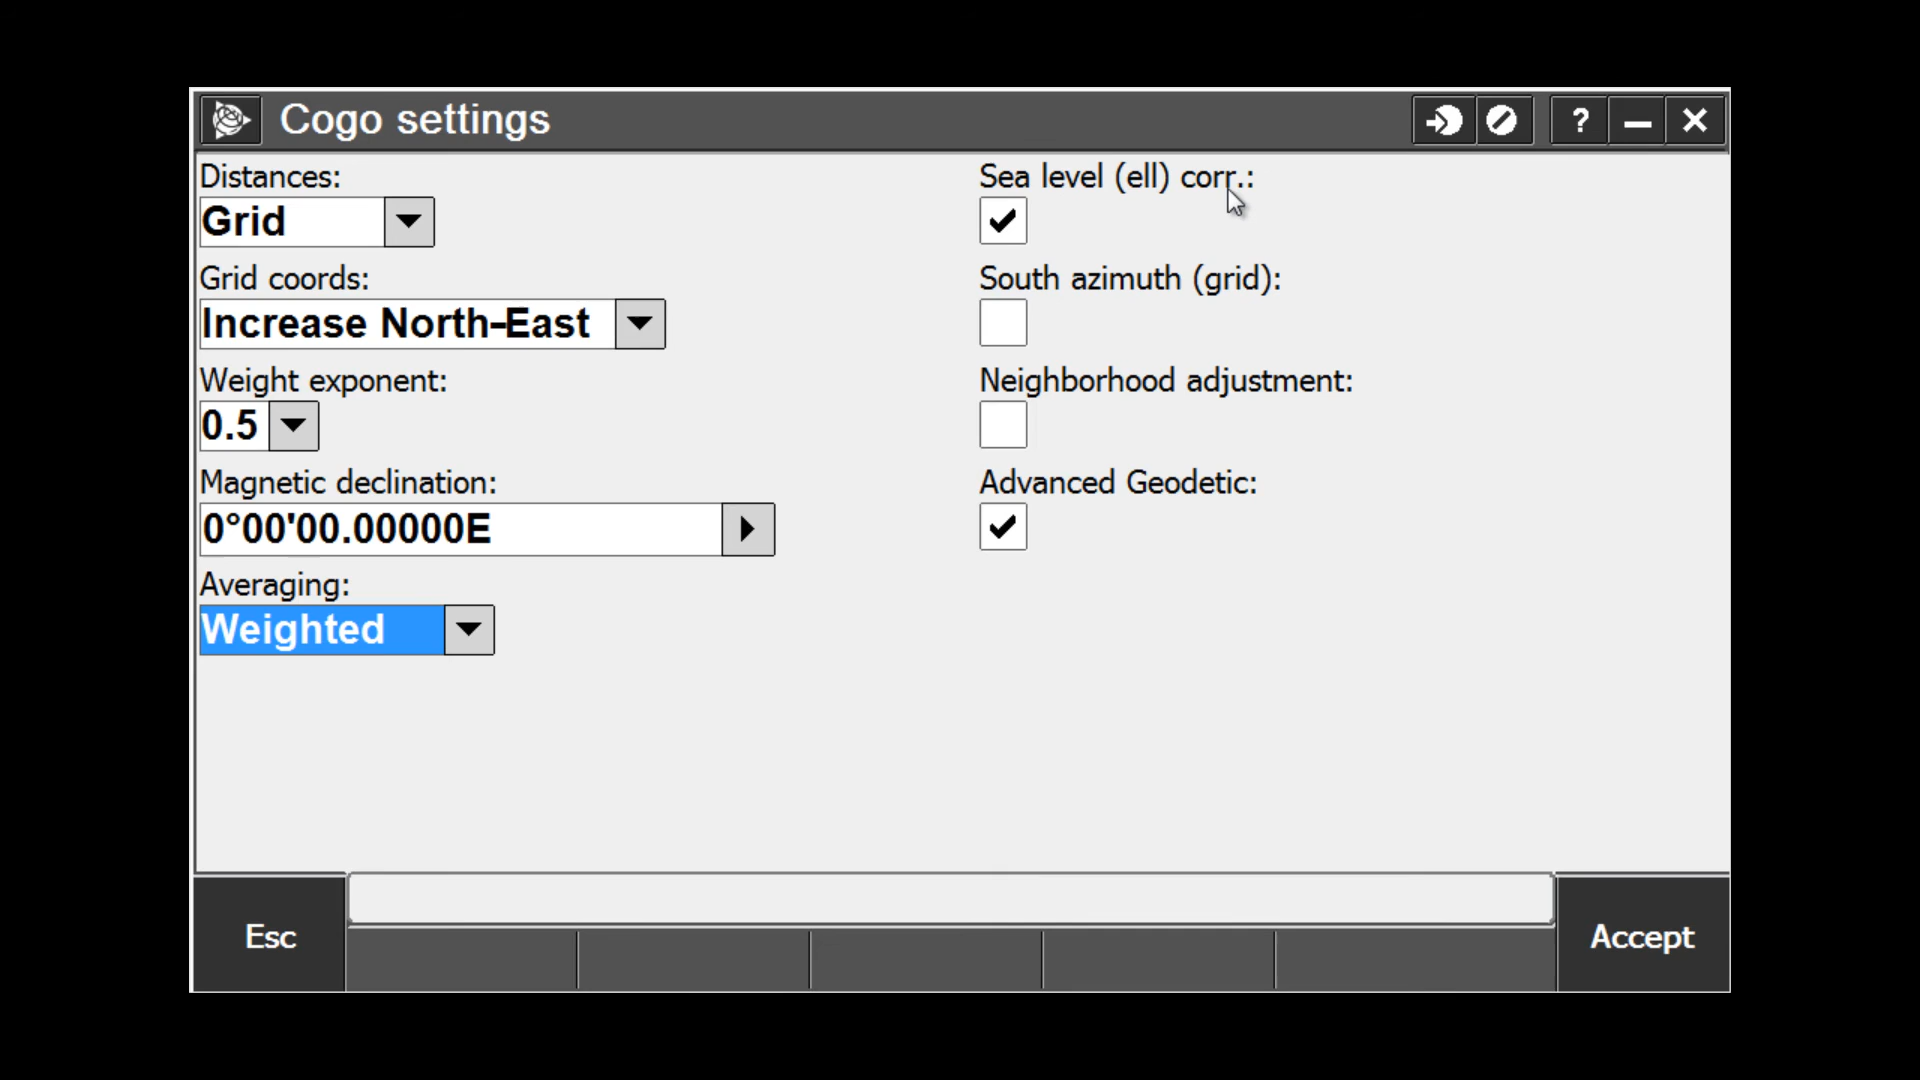 Cogo settings
?
Distances:
Grid
Grid coords:
Increase North-East
Weight exponent:
0.5
Magnetic declination:
0°00'00.00000E
Averaging:
Weighted
Sea level (ell) corr.:
South azimuth (grid):
Neighborhood adjustment:
Advanced Geodetic:
Esc
Accept